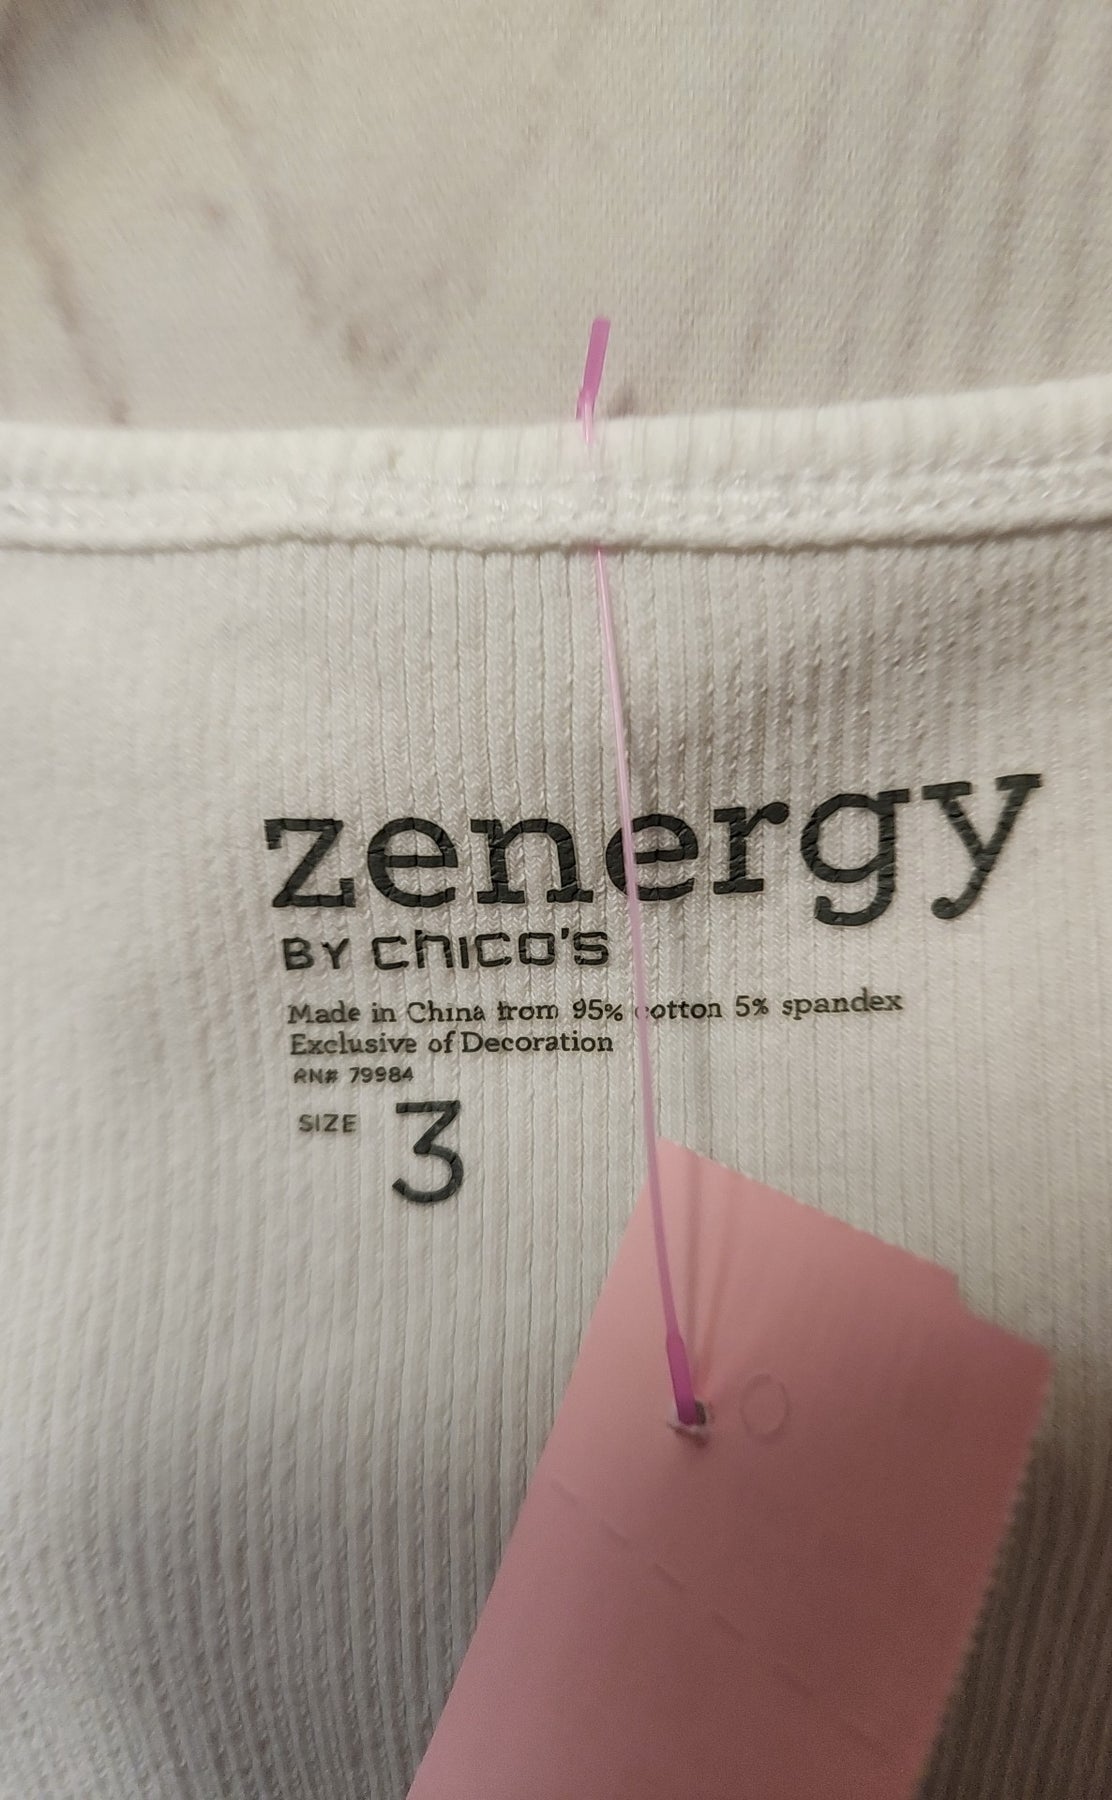 zenergy
BY chico's
Made in China from 95% cotton 5% spandex
Exclusive of Decoration
RN# 79984
SIZE 3